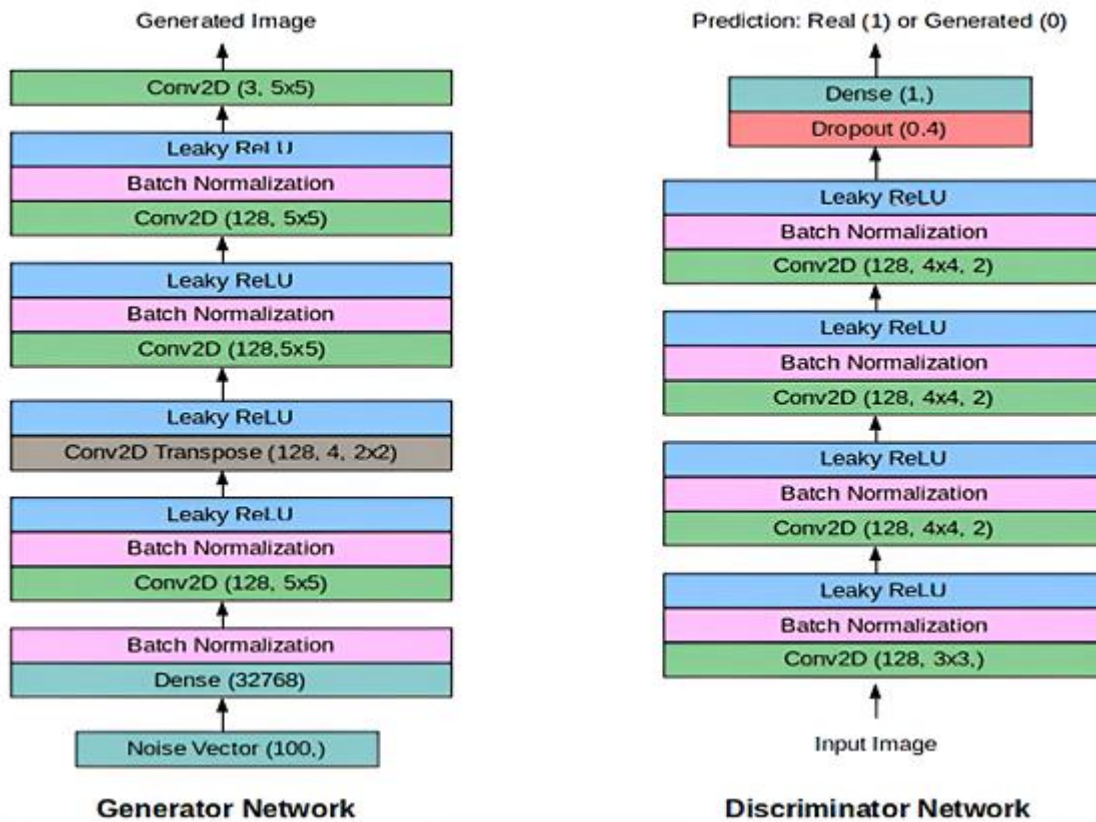 Generated Image
Conv2D (3, 5x5)
Leaky ReLU
Batch Normalization
Conv2D (128, 5x5)
Leaky ReLU
Batch Normalization
Conv2D (128,5x5)
Leaky ReLU
Conv2D Transpose (128, 4, 2x2)
Leaky ReLU
Batch Normalization
Conv2D (128, 5x5)
Batch Normalization
Dense (32768)
Noise Vector (100,)
Generator Network
Prediction: Real (1) or Generated (0)
Dense (1,)
Dropout (0.4)
Leaky ReLU
Batch Normalization
Conv2D (128, 4x4, 2)
Leaky ReLU
Batch Normalization
Conv2D (128, 4x4, 2)
Leaky ReLU
Batch Normalization
Conv2D (128, 4x4, 2)
Leaky ReLU
Batch Normalization
Conv2D (128, 3x3,)
Input Image
Discriminator Network